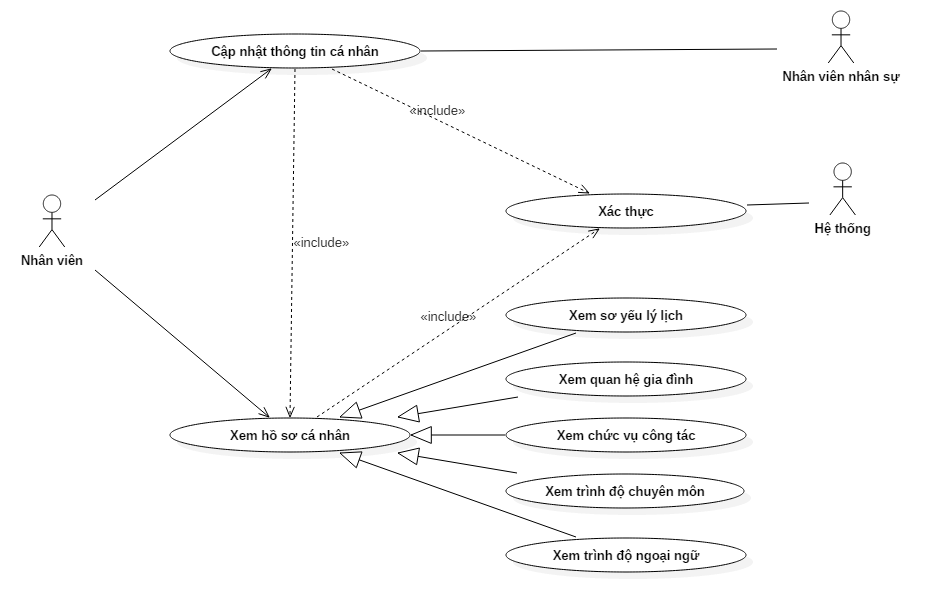 Cập nhật thông tin cá nhân
Nhân viên nhân sự
«include»
Xác thực
Hệ thống
«include»
Nhân viên
«include»
Xem sơ yếu lý lịch
Xem quan hệ gia đình
Xem hồ sơ cá nhân
Xem chức vụ công tác
Xem trình độ chuyên môn
Xem trình độ ngoại ngữ